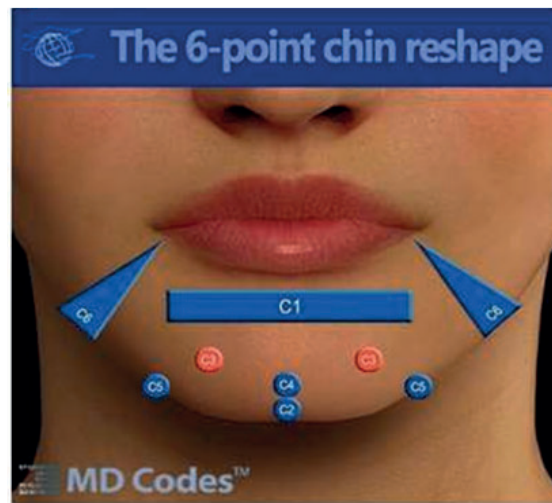 The 6-point chin reshape
C6
C1
C6
C3
C3
C5
C4
C5
C2
MD Codes™